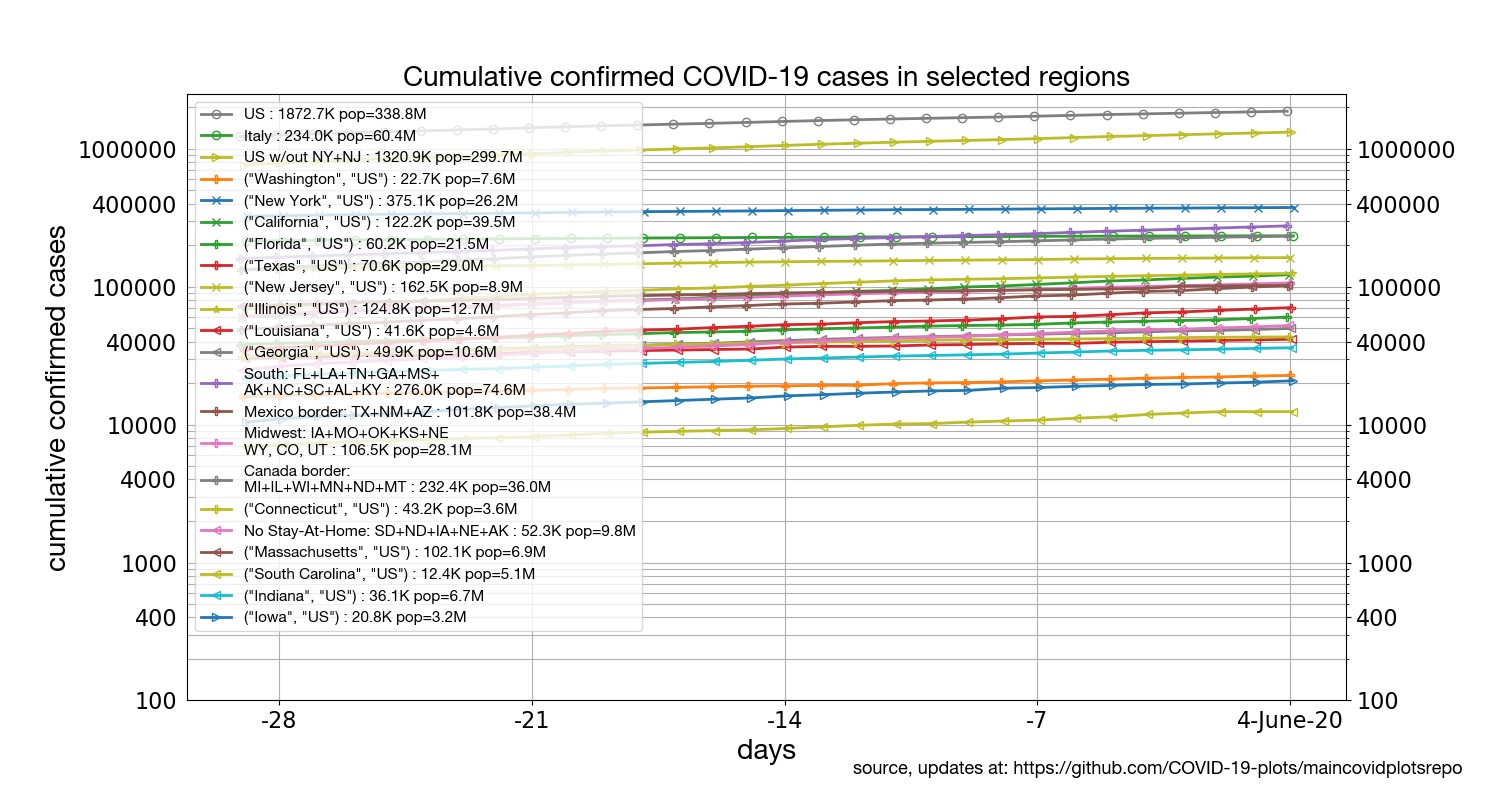 Cumulative confirmed COVID-19 cases in selected regions
US : 1872.7K pop=338.8M
Italy : 234.0K pop=60.4M
US w/out NY+NJ : 1320.9K pop=299.7M
("Washington", "US") : 22.7K pop=7.6M
("New York", "US") : 375.1K pop=26.2M
("California", "US") : 122.2K pop=39.5M
("Florida", "US") : 60.2K pop=21.5M
("Texas", "US") : 70.6K pop=29.0M
("New Jersey", "US") : 162.5K pop=8.9M
("Illinois", "US") : 124.8K pop=12.7M
("Louisiana", "US") : 41.6K pop=4.6M
("Georgia", "US") : 49.9K pop=10.6M
South: FL+LA+TN+GA+MS+
AK+NC+SC+AL+KY : 276.0K pop=74.6M
Mexico border: TX+NM+AZ : 101.8K pop=38.4M
Midwest: IA+MO+OK+KS+NE
WY, CO, UT : 106.5K pop=28.1M
Canada border:
MI+IL+WI+MN+ND+MT : 232.4K pop=36.0M
("Connecticut", "US") : 43.2K pop=3.6M
No Stay-At-Home: SD+ND+IA+NE+AK : 52.3K pop=9.8M
("Massachusetts", "US") : 102.1K pop=6.9M
("South Carolina", "US") : 12.4K pop=5.1M
("Indiana", "US") : 36.1K pop=6.7M
("Iowa", "US") : 20.8K pop=3.2M
cumulative confirmed cases
1000000
400000
100000
40000
10000
4000
1000
400
100
1000000
400000
100000
40000
10000
4000
1000
400
100
-28 -21 -14 -7 4-June-20
days
source, updates at: https://github.com/COVID-19-plots/maincovidplotsrepo